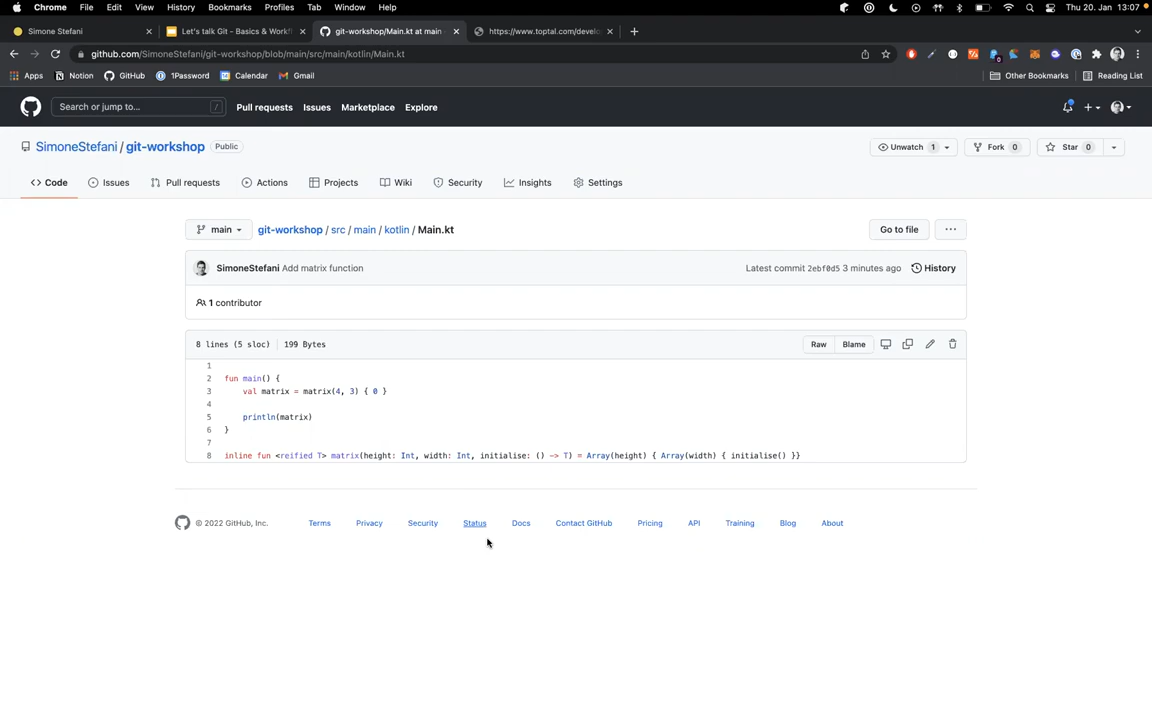 Chrome File Edit View History Bookmarks Profiles Tab Window Help Thu 20. Jan 13:07
Simone Stefani Let's talk Git - Basics & Workf git-workshop/Main.kt at main https://www.toptal.com/develo
github.com/SimoneStefani/git-workshop/blob/main/src/main/kotlin/Main.kt
Apps Notion GitHub 1Password Calendar Gmail Other Bookmarks Reading List
Search or jump to... / Pull requests Issues Marketplace Explore
SimoneStefani / git-workshop Public Unwatch 1 Fork 0 Star 0
<> Code Issues Pull requests Actions Projects Wiki Security Insights Settings
main git-workshop / src / main / kotlin / Main.kt Go to file ...
SimoneStefani Add matrix function Latest commit 2ebf0d5 3 minutes ago History
1 contributor
8 lines (5 sloc) 199 Bytes Raw Blame
1
2 fun main() {
3 val matrix = matrix(4, 3) { 0 }
4
5 println(matrix)
6 }
7
8 inline fun <reified T> matrix(height: Int, width: Int, initialise: () -> T) = Array(height) { Array(width) { initialise() }}
© 2022 GitHub, Inc. Terms Privacy Security Status Docs Contact GitHub Pricing API Training Blog About